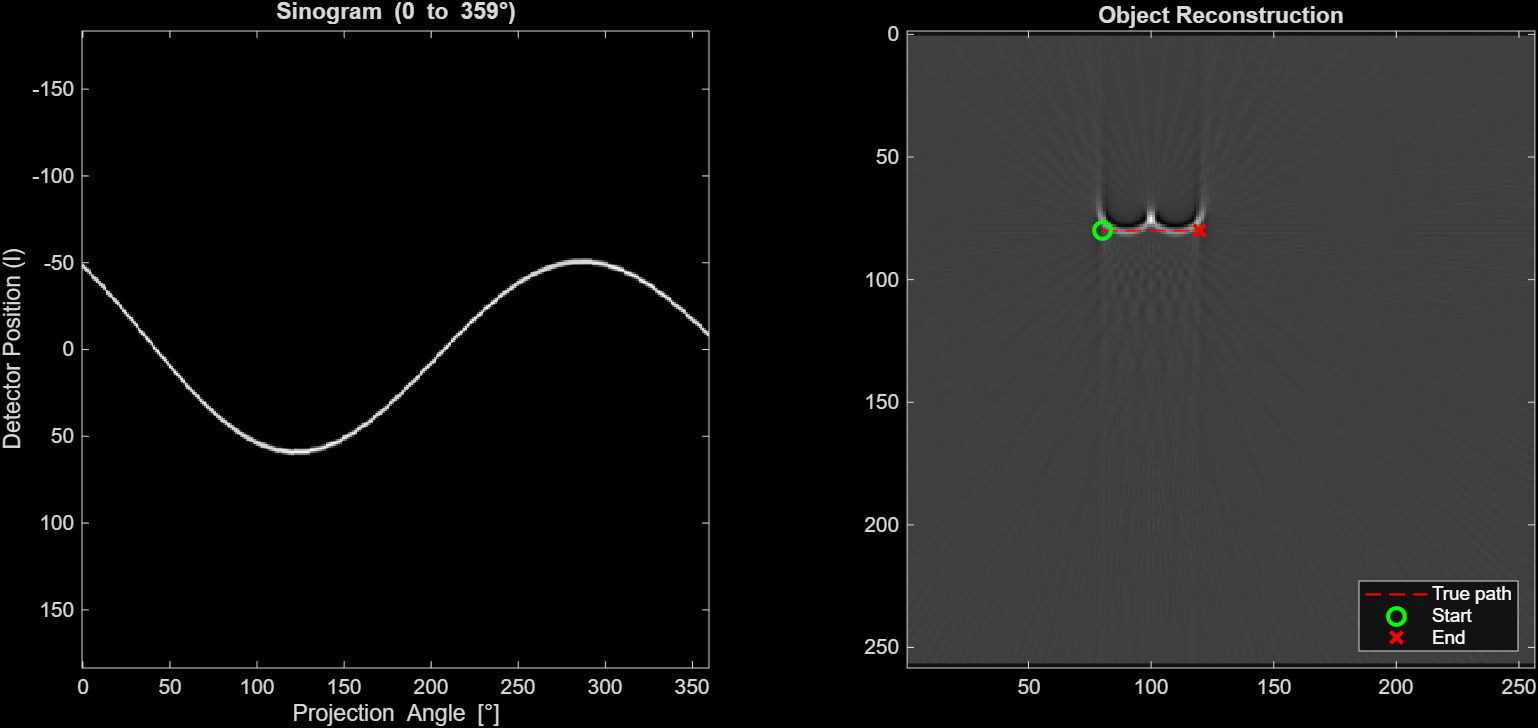 Sinogram (0 to 359°)
-150
-100
-50
0
50
100
150
Detector Position (l)
0 50 100 150 200 250 300 350
Projection Angle [°]
Object Reconstruction
0
50
100
150
200
250
50 100 150 200 250
True path
Start
End